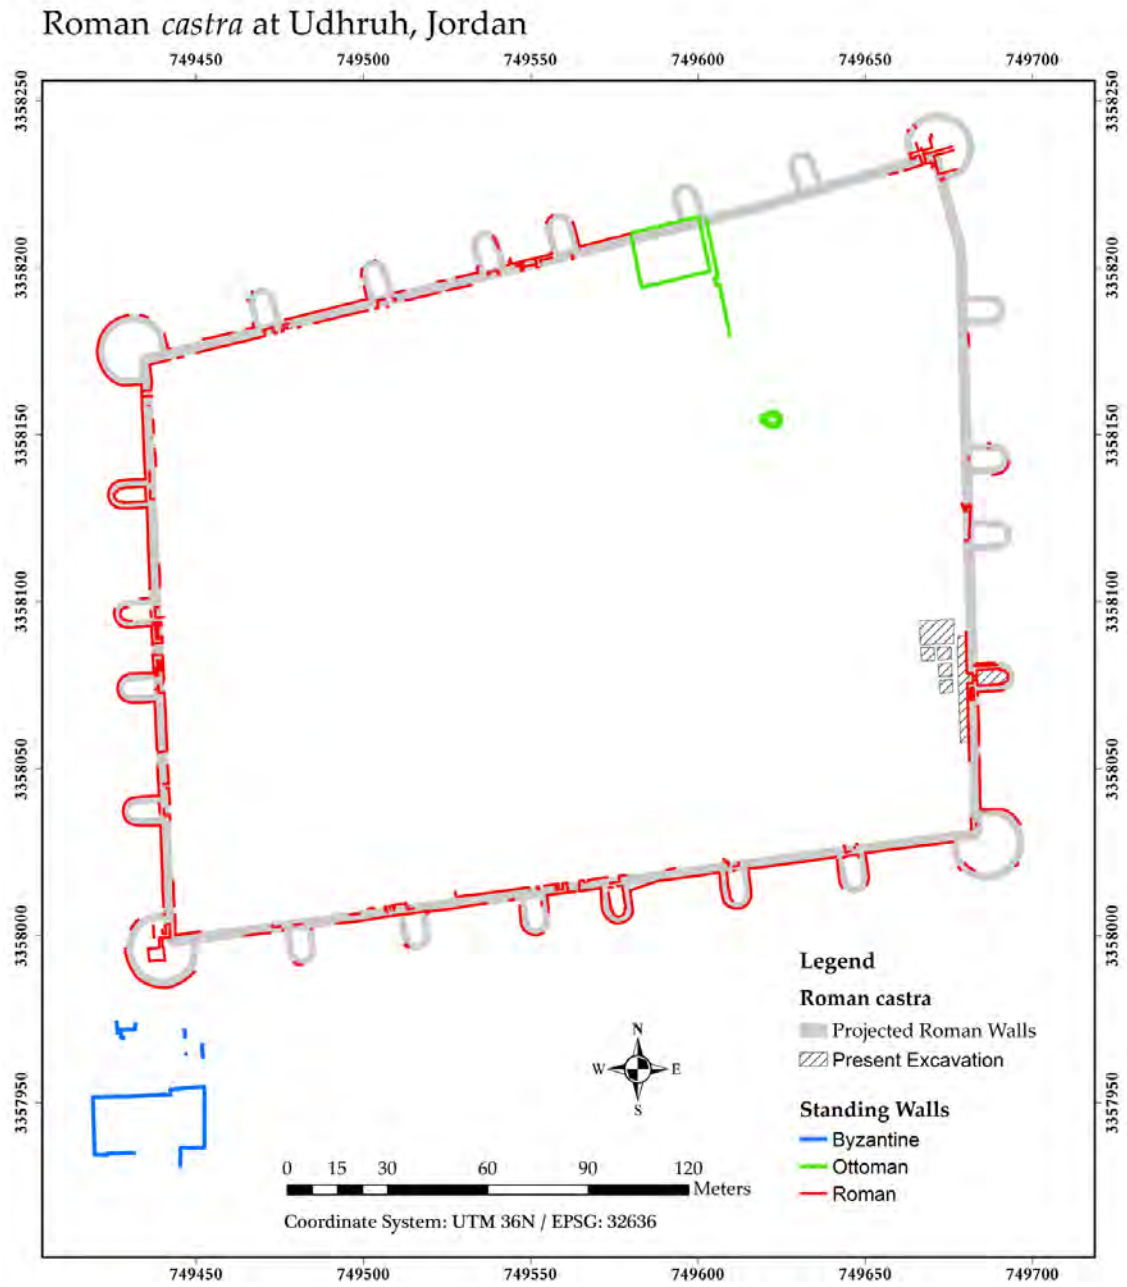 Roman castra at Udhruh, Jordan
749450 749500 749550 749600 749650 749700
3358250 3358250
3358200 3358200
3358150 3358150
3358100 3358100
3358050 3358050
3358000 3358000
Legend
Roman castra
Projected Roman Walls
Present Excavation
N
W E
S
3357950 3357950
Standing Walls
Byzantine
Ottoman
Roman
0 15 30 60 90 120
Meters
Coordinate System: UTM 36N / EPSG: 32636
749450 749500 749550 749600 749650 749700